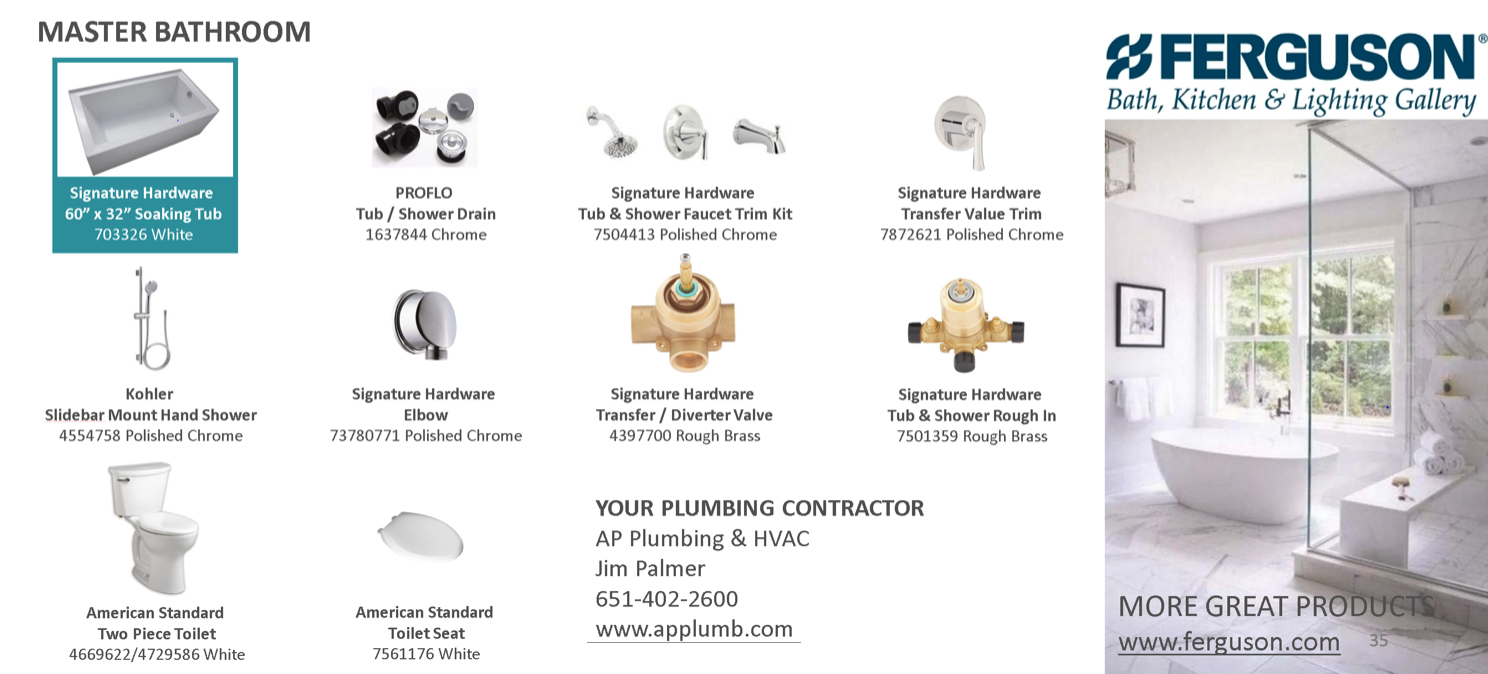 MASTER BATHROOM
Signature Hardware
60” x 32” Soaking Tub
703326 White
PROFLO
Tub / Shower Drain
1637844 Chrome
Signature Hardware
Tub & Shower Faucet Trim Kit
7504413 Polished Chrome
Signature Hardware
Transfer Value Trim
7872621 Polished Chrome
Kohler
Slidebar Mount Hand Shower
4554758 Polished Chrome
Signature Hardware
Elbow
73780771 Polished Chrome
Signature Hardware
Transfer / Diverter Valve
4397700 Rough Brass
Signature Hardware
Tub & Shower Rough In
7501359 Rough Brass
American Standard
Two Piece Toilet
4669622/4729586 White
American Standard
Toilet Seat
7561176 White
YOUR PLUMBING CONTRACTOR
AP Plumbing & HVAC
Jim Palmer
651-402-2600
www.applumb.com
FERGUSON®
Bath, Kitchen & Lighting Gallery
MORE GREAT PRODUCTS
www.ferguson.com 35